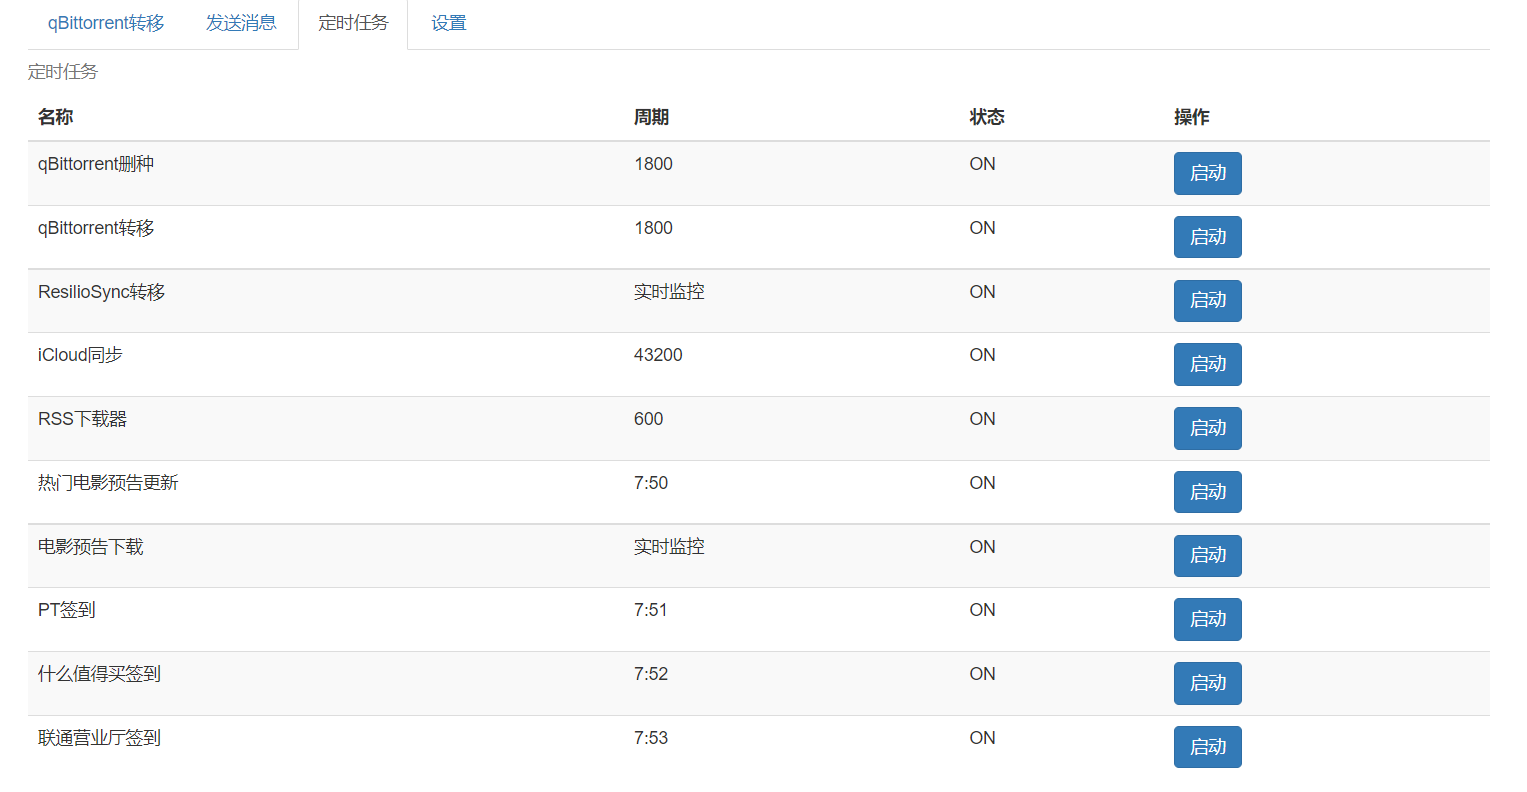 qBittorrent转移 发送消息 定时任务 设置
定时任务
名称 周期 状态 操作
qBittorrent删种 1800 ON 启动
qBittorrent转移 1800 ON 启动
ResilioSync转移 实时监控 ON 启动
iCloud同步 43200 ON 启动
RSS下载器 600 ON 启动
热门电影预告更新 7:50 ON 启动
电影预告下载 实时监控 ON 启动
PT签到 7:51 ON 启动
什么值得买签到 7:52 ON 启动
联通营业厅签到 7:53 ON 启动